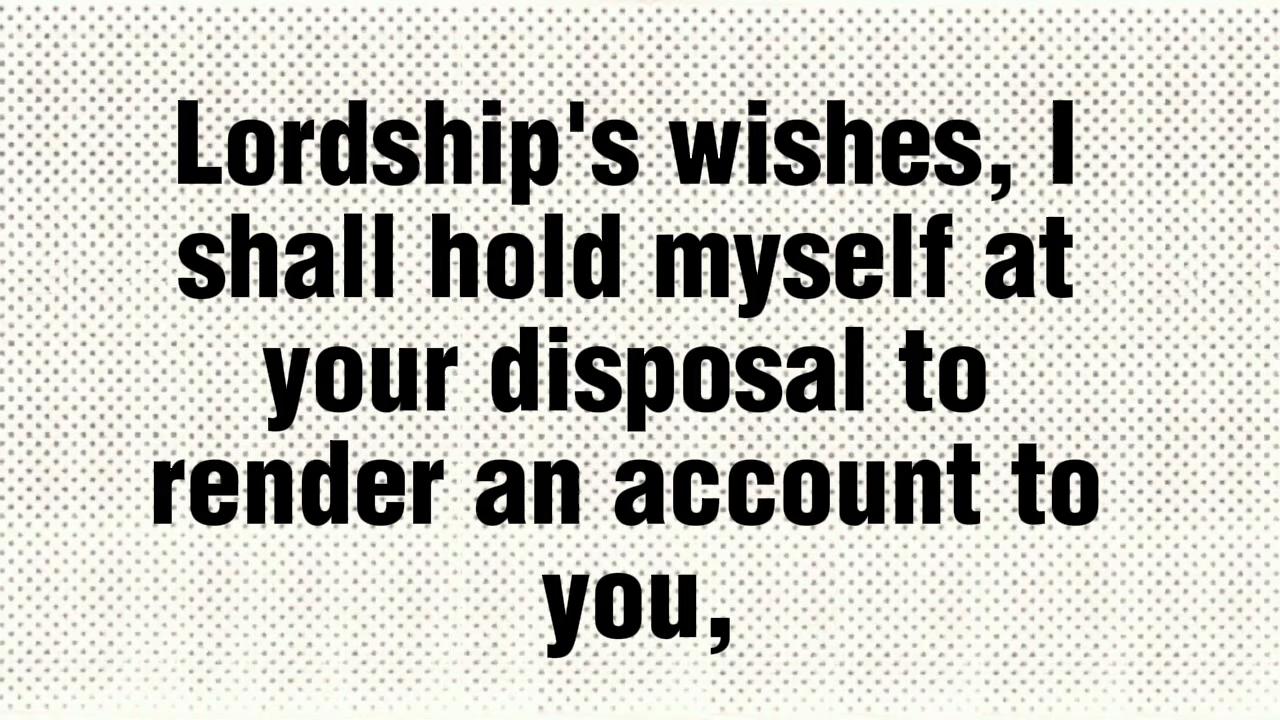 Lordship's wishes, I
shall hold myself at
your disposal to
render an account to
you,